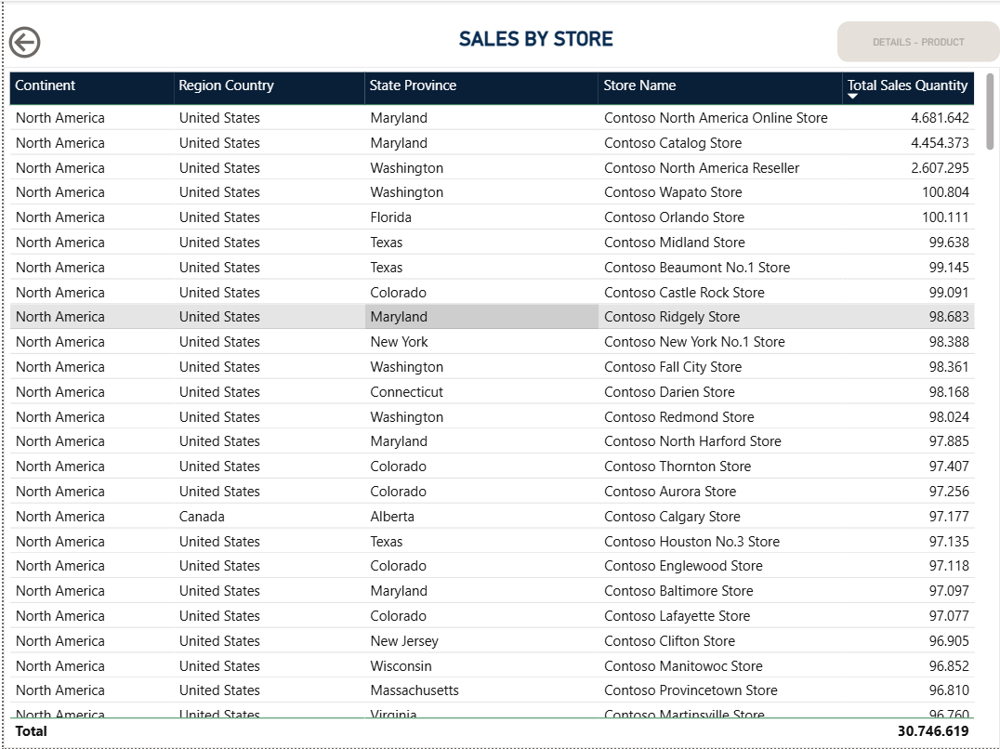 SALES BY STORE
DETAILS - PRODUCT
Continent Region Country State Province Store Name Total Sales Quantity
North America United States Maryland Contoso North America Online Store 4.681.642
North America United States Maryland Contoso Catalog Store 4.454.373
North America United States Washington Contoso North America Reseller 2.607.295
North America United States Washington Contoso Wapato Store 100.804
North America United States Florida Contoso Orlando Store 100.111
North America United States Texas Contoso Midland Store 99.638
North America United States Texas Contoso Beaumont No.1 Store 99.145
North America United States Colorado Contoso Castle Rock Store 99.091
North America United States Maryland Contoso Ridgely Store 98.683
North America United States New York Contoso New York No.1 Store 98.388
North America United States Washington Contoso Fall City Store 98.361
North America United States Connecticut Contoso Darien Store 98.168
North America United States Washington Contoso Redmond Store 98.024
North America United States Maryland Contoso North Harford Store 97.885
North America United States Colorado Contoso Thornton Store 97.407
North America United States Colorado Contoso Aurora Store 97.256
North America Canada Alberta Contoso Calgary Store 97.177
North America United States Texas Contoso Houston No.3 Store 97.135
North America United States Colorado Contoso Englewood Store 97.118
North America United States Maryland Contoso Baltimore Store 97.097
North America United States Colorado Contoso Lafayette Store 97.077
North America United States New Jersey Contoso Clifton Store 96.905
North America United States Wisconsin Contoso Manitowoc Store 96.852
North America United States Massachusetts Contoso Provincetown Store 96.810
North America United States Virginia Contoso Martinsville Store 96.760
Total 30.746.619